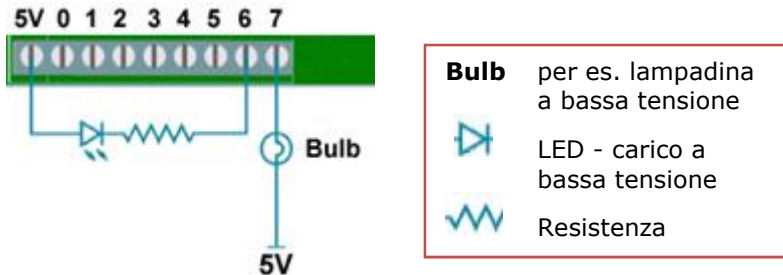 5V 0 1 2 3 4 5 6 7
Bulb
5V
Bulb per es. lampadina
a bassa tensione
LED - carico a
bassa tensione
Resistenza